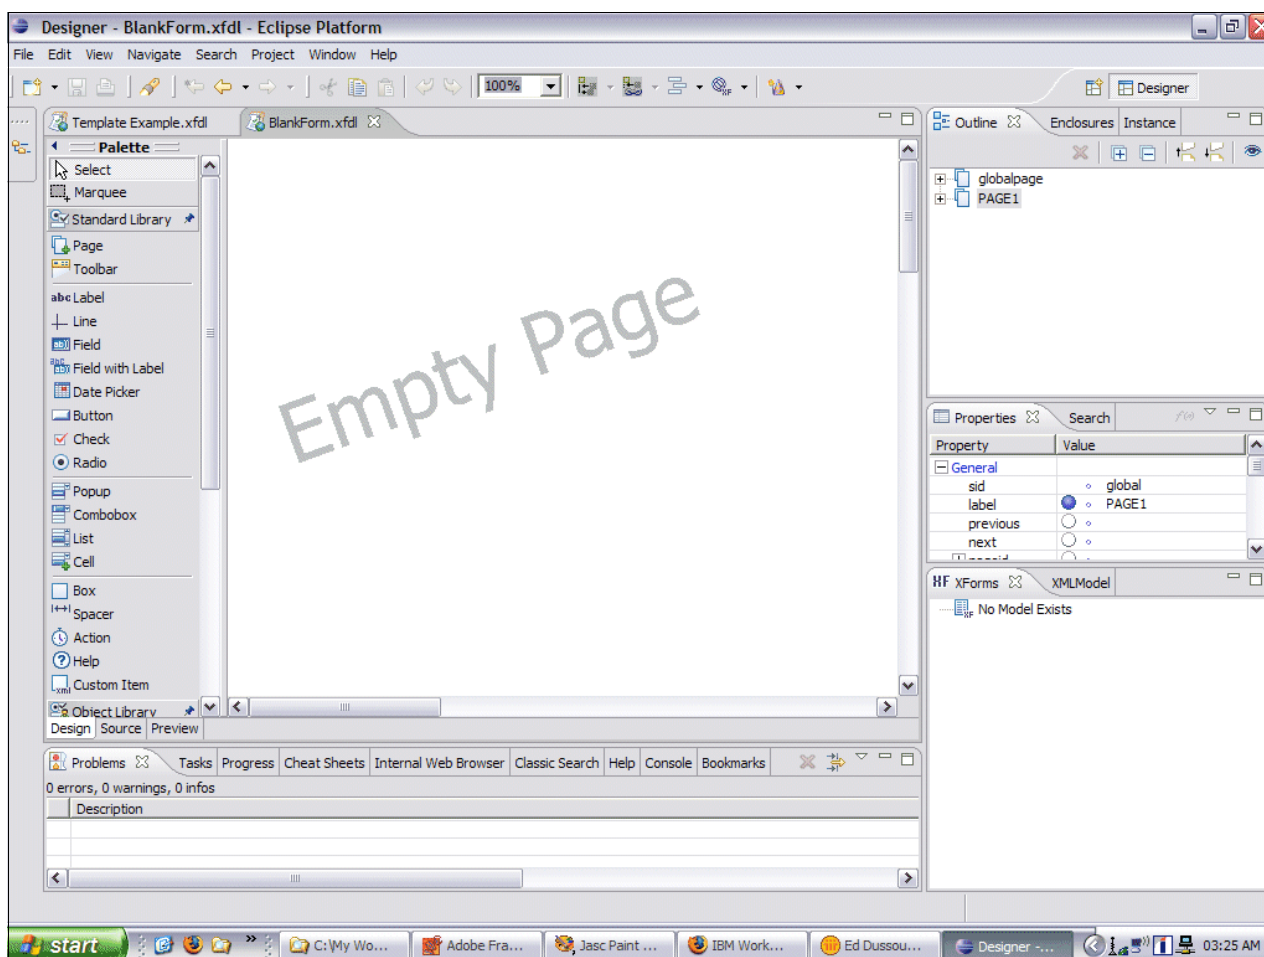 Designer - BlankForm.xfdl - Eclipse Platform
File Edit View Navigate Search Project Window Help
100%
Designer
Template Example.xfdl
BlankForm.xfdl
Palette
Select
Marquee
Standard Library
Page
Toolbar
abc Label
Line
Field
Field with Label
Date Picker
Button
Check
Radio
Popup
Combobox
List
Cell
Box
Spacer
Action
Help
Custom Item
Object Library
Design Source Preview
Empty Page
Outline Enclosures Instance
globalpage
PAGE1
Properties Search
Property Value
General
sid global
label PAGE1
previous
next
XForms XMLModel
No Model Exists
Problems Tasks Progress Cheat Sheets Internal Web Browser Classic Search Help Console Bookmarks
0 errors, 0 warnings, 0 infos
Description
start
C:\My Wo...
Adobe Fra...
Jasc Paint ...
IBM Work...
Ed Dussou...
Designer -...
03:25 AM